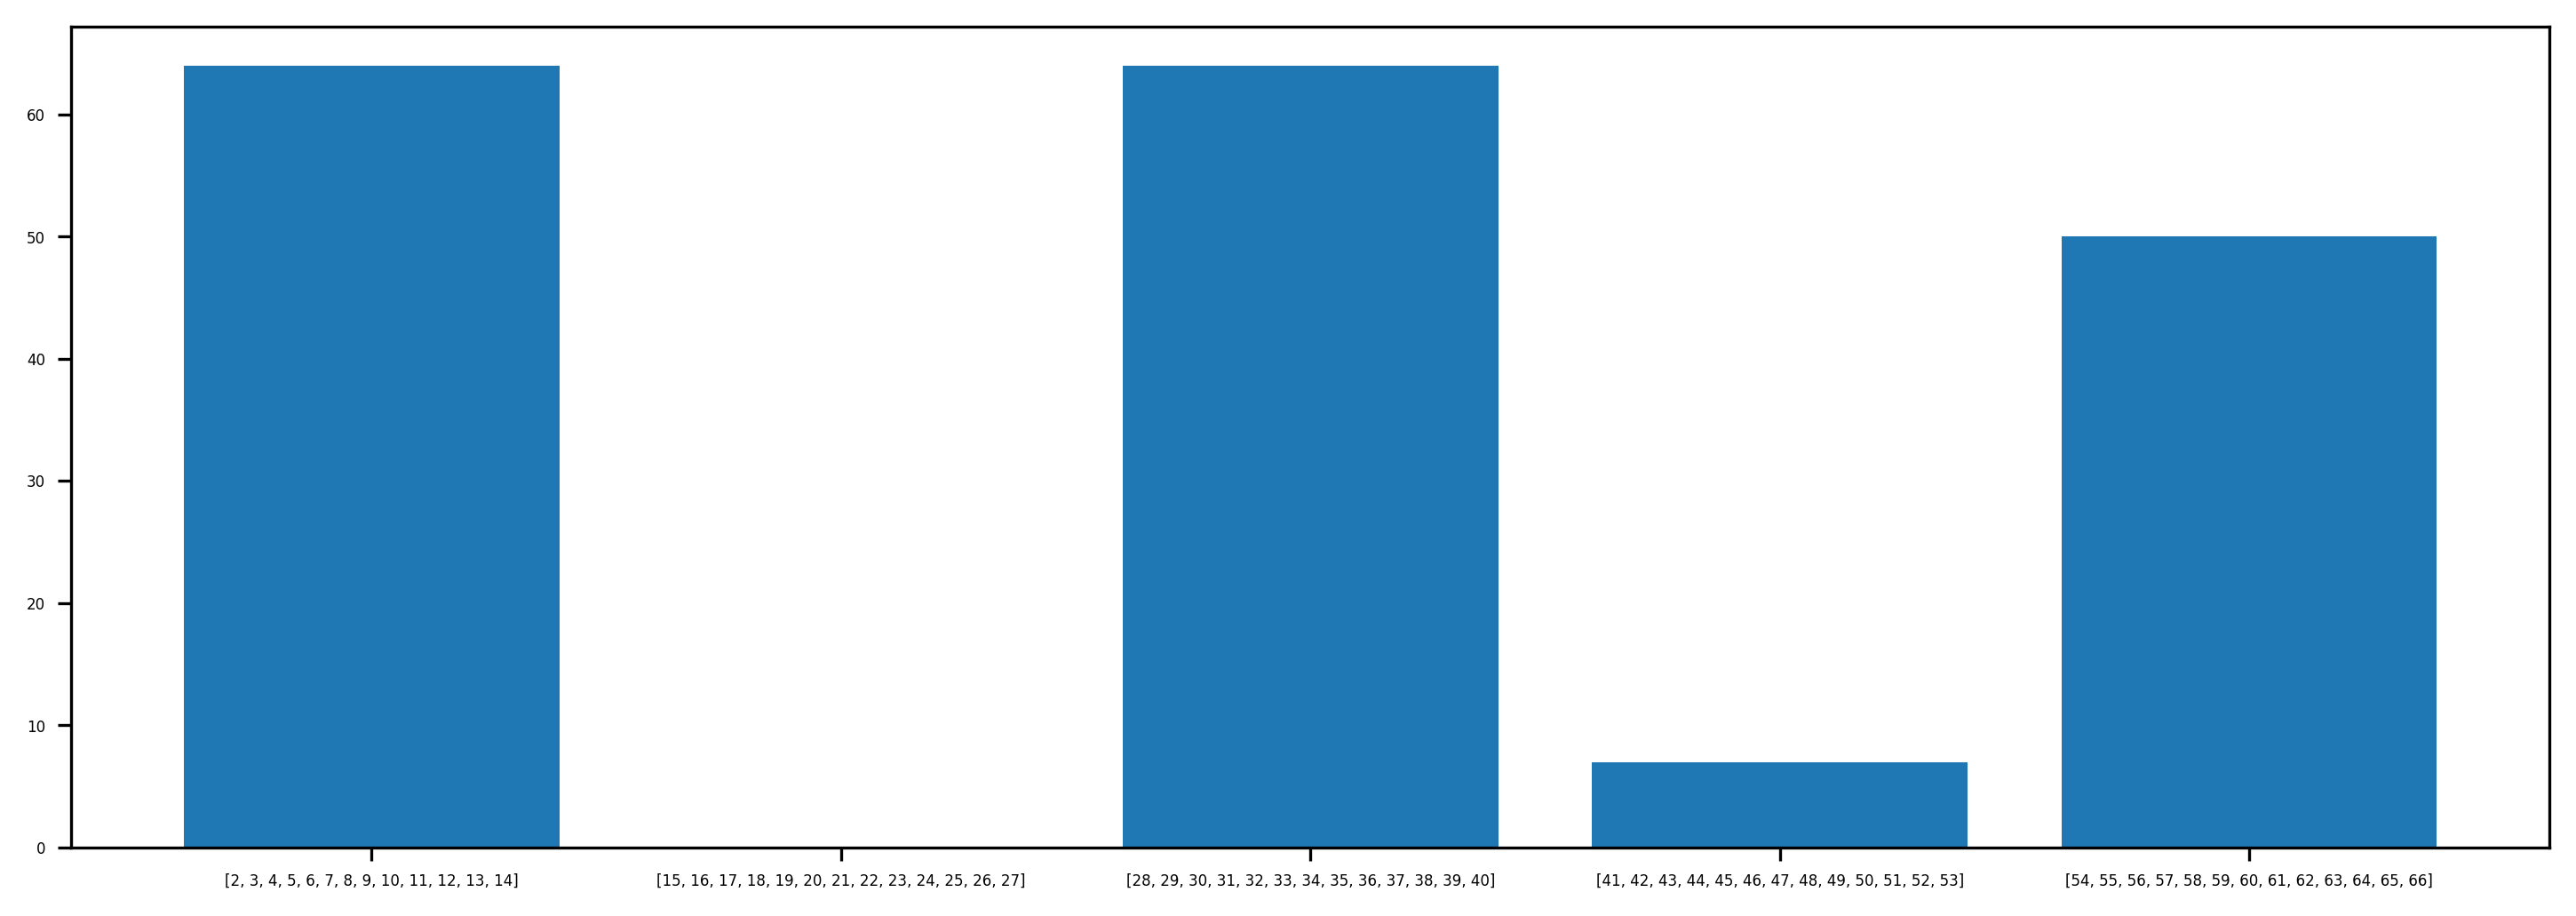 60
50
40
30
20
10
0
[2, 3, 4, 5, 6, 7, 8, 9, 10, 11, 12, 13, 14]
[15, 16, 17, 18, 19, 20, 21, 22, 23, 24, 25, 26, 27]
[28, 29, 30, 31, 32, 33, 34, 35, 36, 37, 38, 39, 40]
[41, 42, 43, 44, 45, 46, 47, 48, 49, 50, 51, 52, 53]
[54, 55, 56, 57, 58, 59, 60, 61, 62, 63, 64, 65, 66]